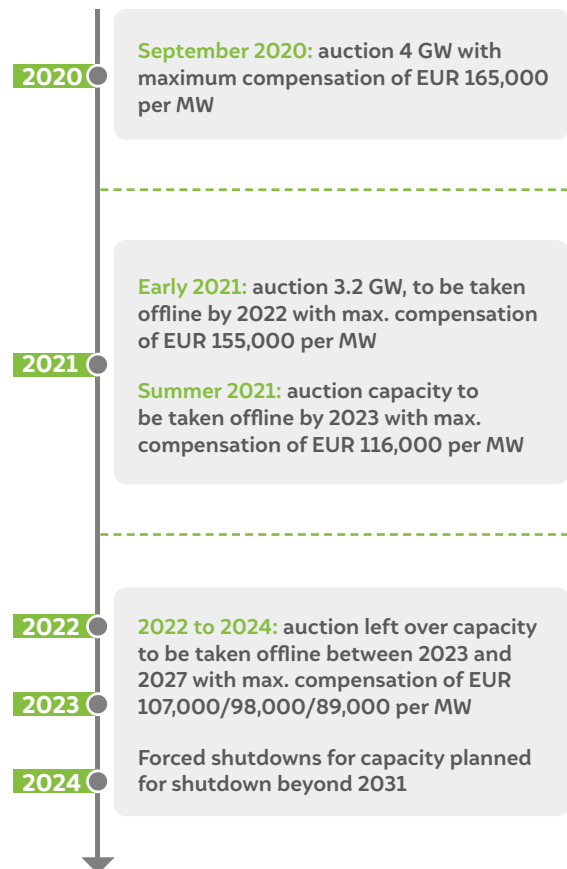 2020
September 2020: auction 4 GW with
maximum compensation of EUR 165,000
per MW
2021
Early 2021: auction 3.2 GW, to be taken
offline by 2022 with max. compensation
of EUR 155,000 per MW
Summer 2021: auction capacity to
be taken offline by 2023 with max.
compensation of EUR 116,000 per MW
2022
2023
2024
2022 to 2024: auction left over capacity
to be taken offline between 2023 and
2027 with max. compensation of EUR
107,000/98,000/89,000 per MW
Forced shutdowns for capacity planned
for shutdown beyond 2031